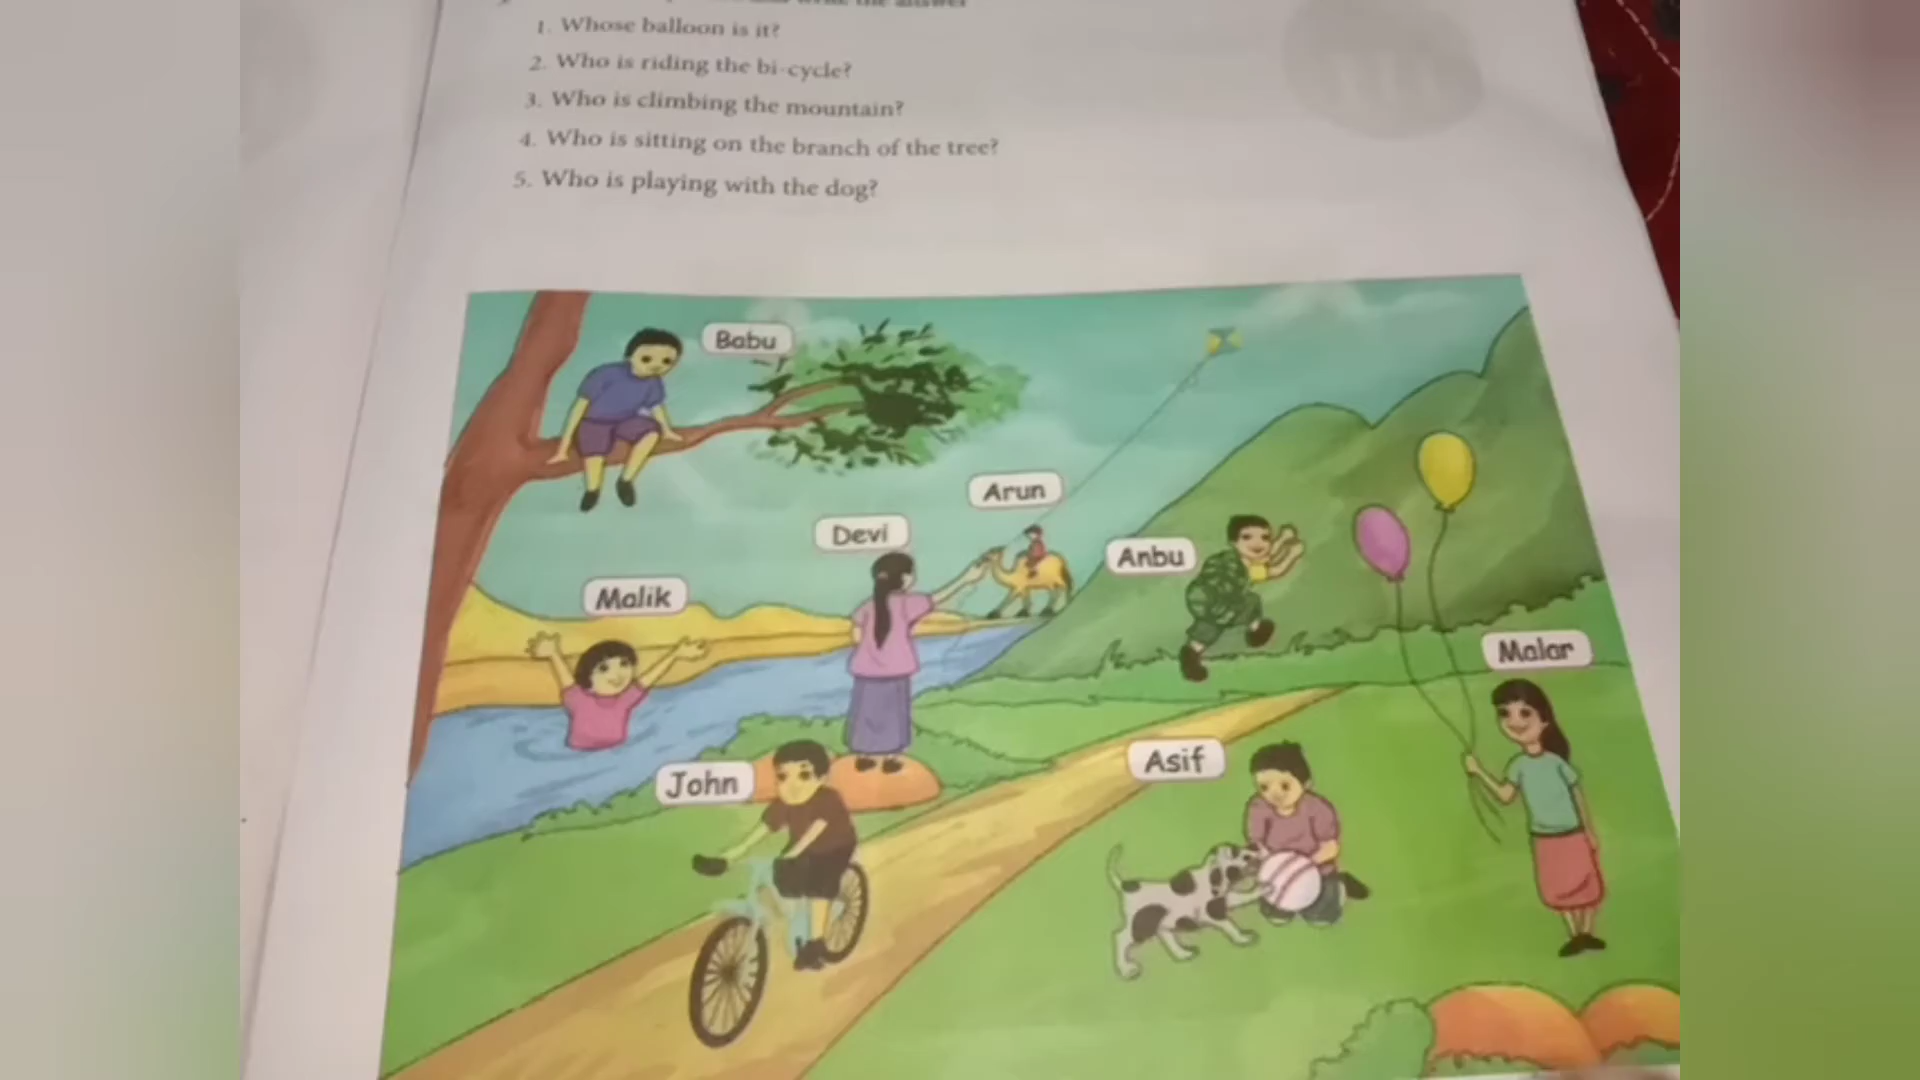 the answer
1. Whose balloon is it?
2. Who is riding the bi-cycle?
3. Who is climbing the mountain?
4. Who is sitting on the branch of the tree?
5. Who is playing with the dog?
Babu
Arun
Devi
Anbu
Malik
Malar
John
Asif